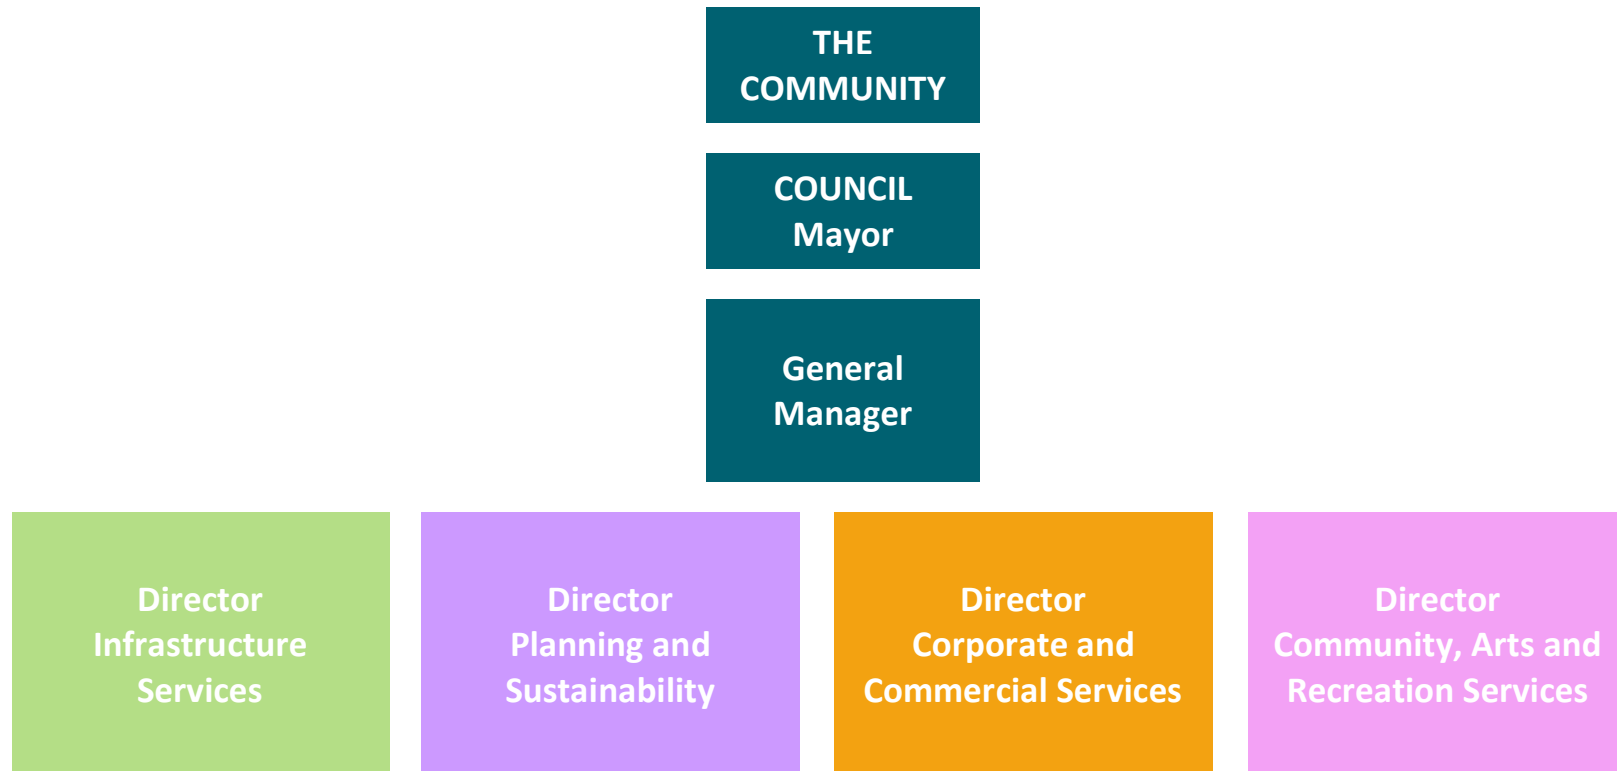 THE
COMMUNITY
COUNCIL
Mayor
General
Manager
Director
Infrastructure
Services
Director
Planning and
Sustainability
Director
Corporate and
Commercial Services
Director
Community, Arts and
Recreation Services